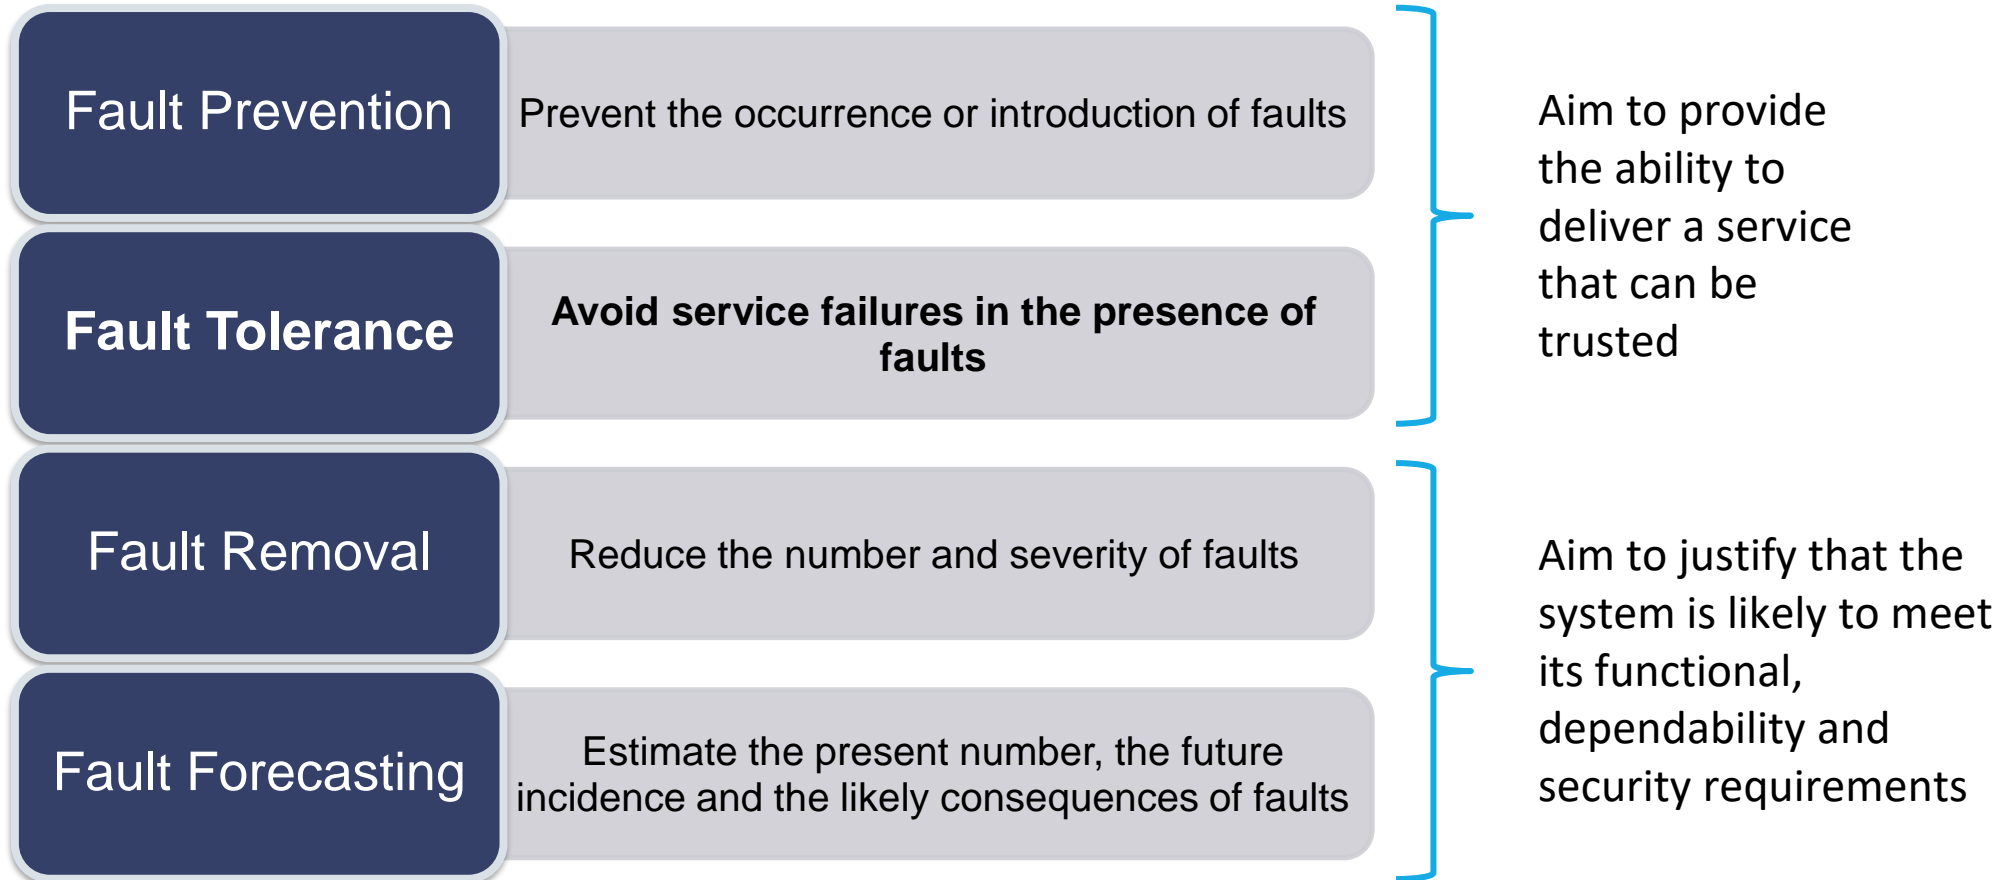 Fault Prevention
Prevent the occurrence or introduction of faults
Fault Tolerance
Avoid service failures in the presence of
faults
Aim to provide
the ability to
deliver a service
that can be
trusted
Fault Removal
Reduce the number and severity of faults
Fault Forecasting
Estimate the present number, the future
incidence and the likely consequences of faults
Aim to justify that the
system is likely to meet
its functional,
dependability and
security requirements